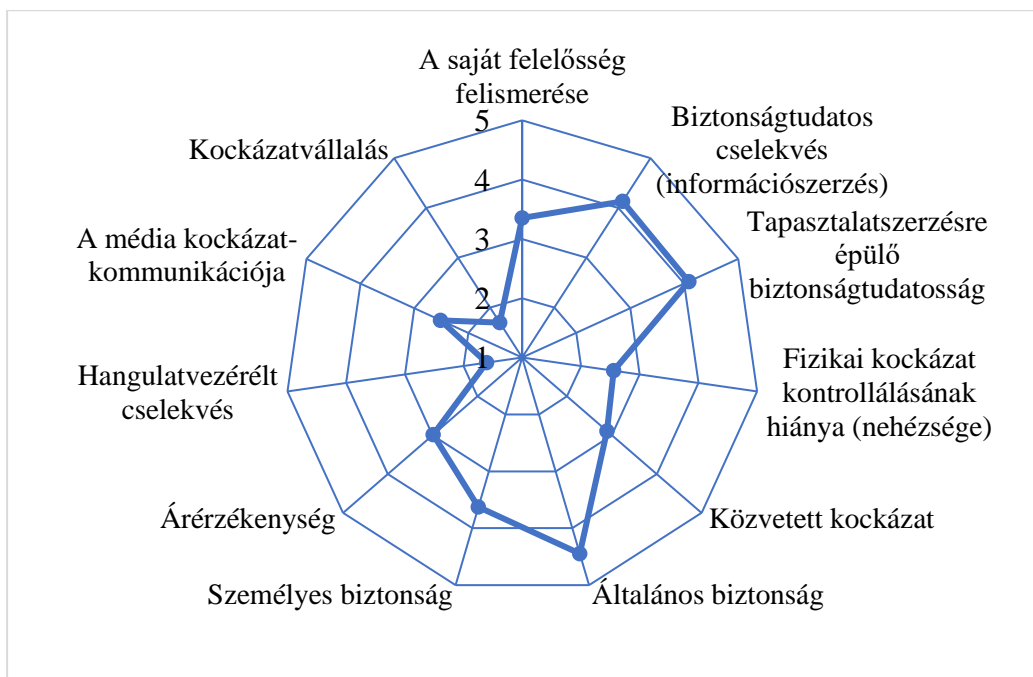 A saját felelősség
felismerése
Biztonságtudatos
cselekvés
(információszerzés)
Tapasztalatszerzésre
épülő
biztonságtudatosság
Fizikai kockázat
kontrollálásának
hiánya (nehézsége)
Közvetett kockázat
Általános biztonság
Személyes biztonság
Árérzékenység
Hangulatvezérélt
cselekvés
A média kockázat-
kommunikációja
Kockázatvállalás
5
4
3
2
1